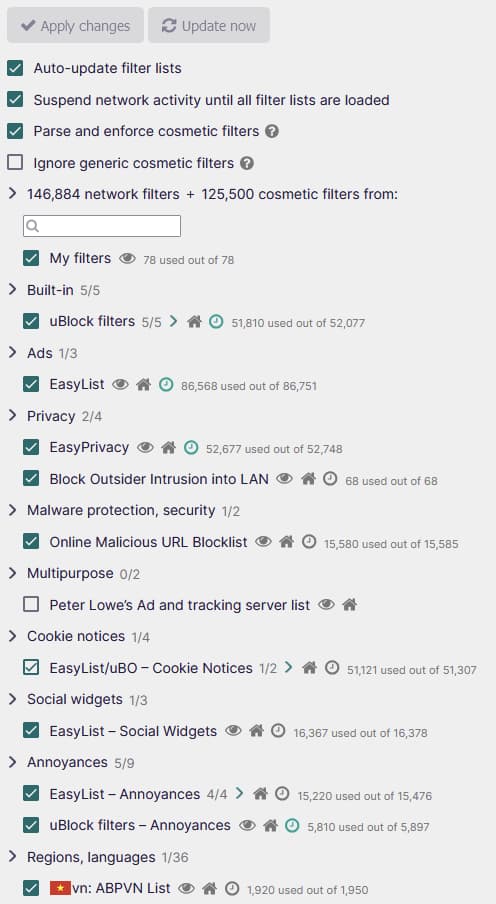 Apply changes Update now
Auto-update filter lists
Suspend network activity until all filter lists are loaded
Parse and enforce cosmetic filters
Ignore generic cosmetic filters
146,884 network filters + 125,500 cosmetic filters from:
My filters 78 used out of 78
Built-in 5/5
uBlock filters 5/5 51,810 used out of 52,077
Ads 1/3
EasyList 86,568 used out of 86,751
Privacy 2/4
EasyPrivacy 52,677 used out of 52,748
Block Outsider Intrusion into LAN 68 used out of 68
Malware protection, security 1/2
Online Malicious URL Blocklist 15,580 used out of 15,585
Multipurpose 0/2
Peter Lowe’s Ad and tracking server list
Cookie notices 1/4
EasyList/uBO – Cookie Notices 1/2 51,121 used out of 51,307
Social widgets 1/3
EasyList – Social Widgets 16,367 used out of 16,378
Annoyances 5/9
EasyList – Annoyances 4/4 15,220 used out of 15,476
uBlock filters – Annoyances 5,810 used out of 5,897
Regions, languages 1/36
vn: ABPVN List 1,920 used out of 1,950